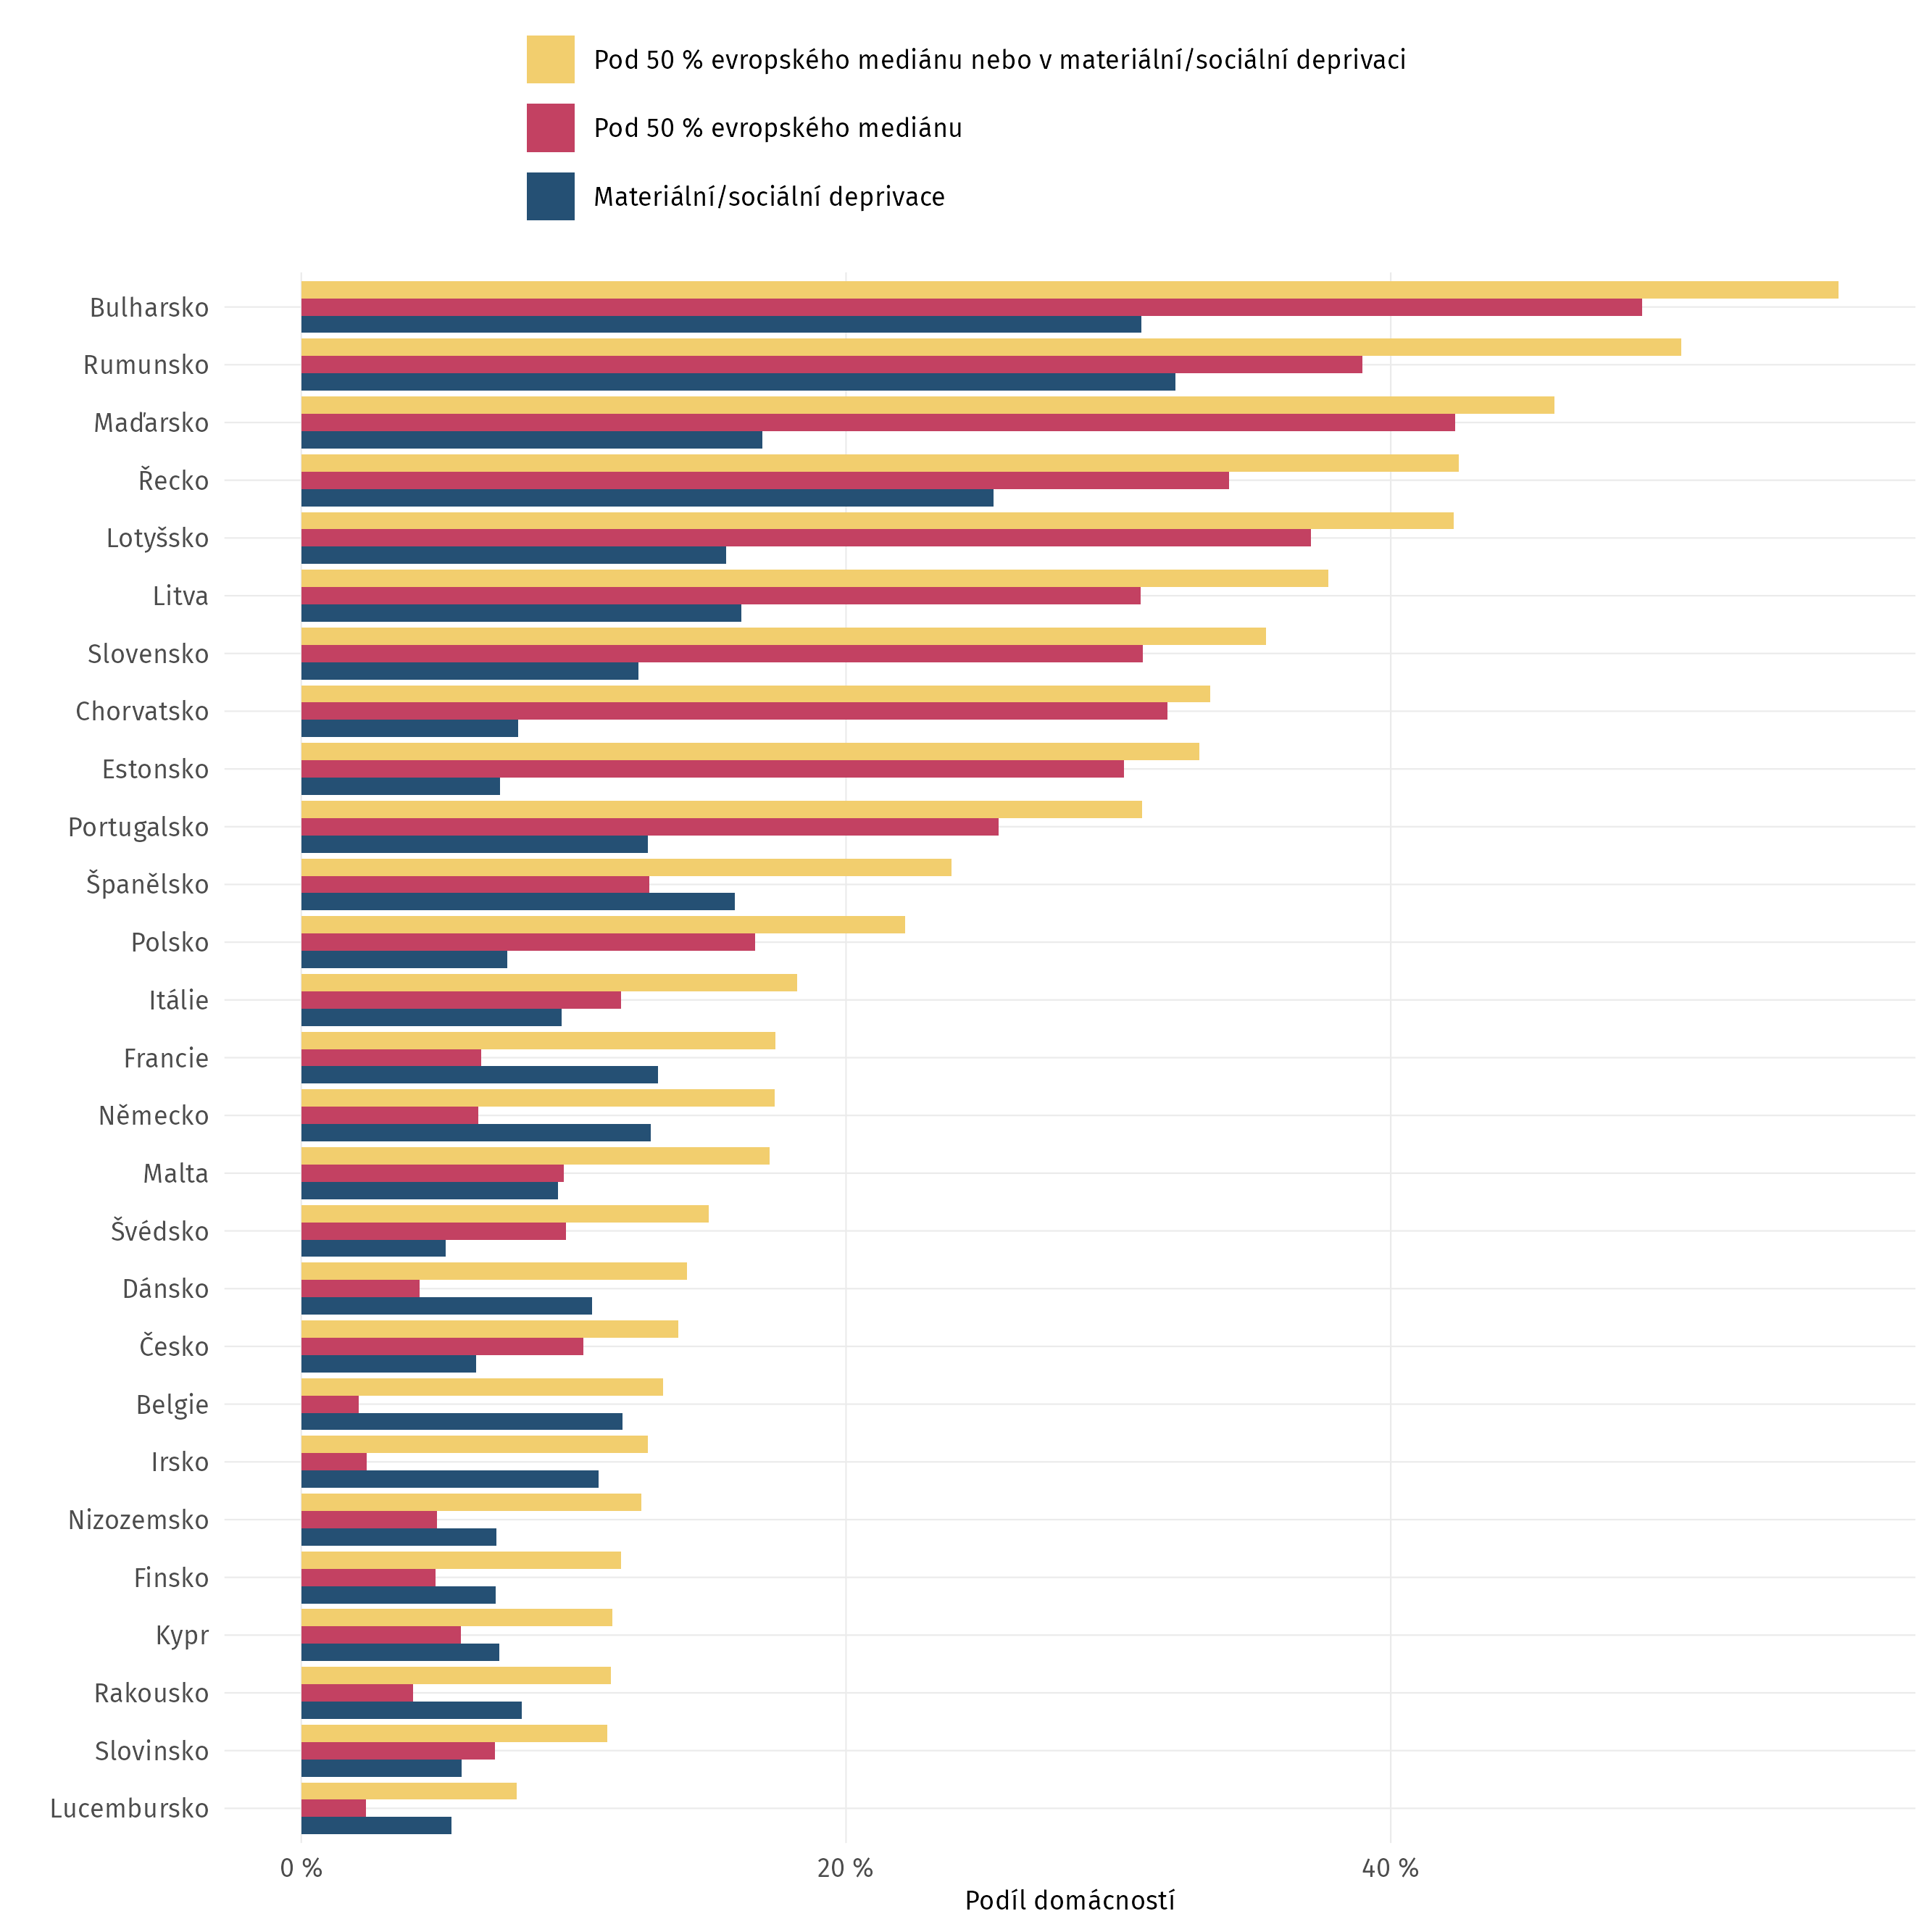 Pod 50 % evropského mediánu nebo v materiální/sociální deprivaci
Pod 50 % evropského mediánu
Materiální/sociální deprivace
Bulharsko
Rumunsko
Maďarsko
Řecko
Lotyšsko
Litva
Slovensko
Chorvatsko
Estonsko
Portugalsko
Španělsko
Polsko
Itálie
Francie
Německo
Malta
Švédsko
Dánsko
Česko
Belgie
Irsko
Nizozemsko
Finsko
Kypr
Rakousko
Slovinsko
Lucembursko
0 % 20 % 40 %
Podíl domácností